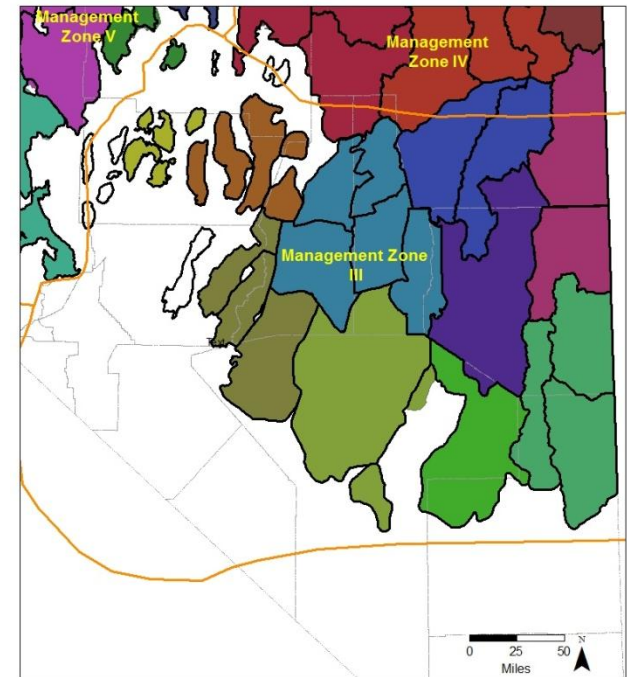 Management
Zone V
Management
Zone IV
Management Zone
III
N
0 25 50
Miles